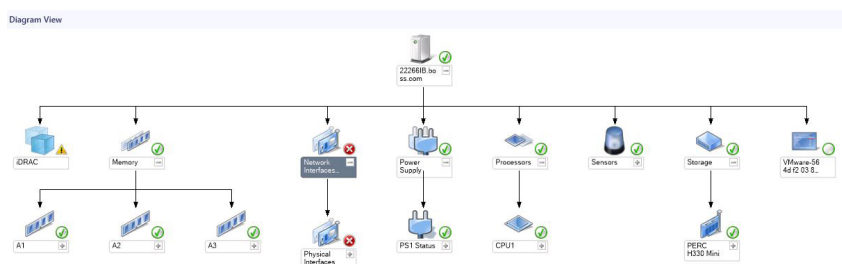 Diagram View
22266IB.bo
ss.com
iDRAC
Memory
Network
Interfaces...
Power
Supply
Processors
Sensors
Storage
VMware-56
4d f2 03 8...
A1
A2
A3
Physical
Interfaces
PS1 Status
CPU1
PERC
H330 Mini